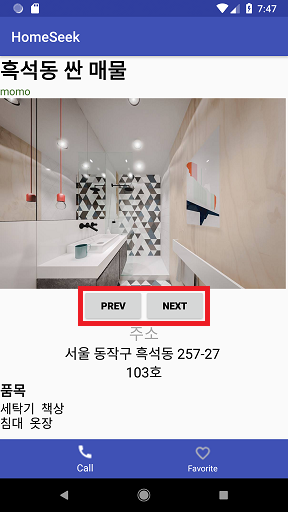 7:47
HomeSeek
흑석동 싼 매물
momo
PREV NEXT
주소
서울 동작구 흑석동 257-27
103호
품목
세탁기 책상
침대 옷장
Call Favorite